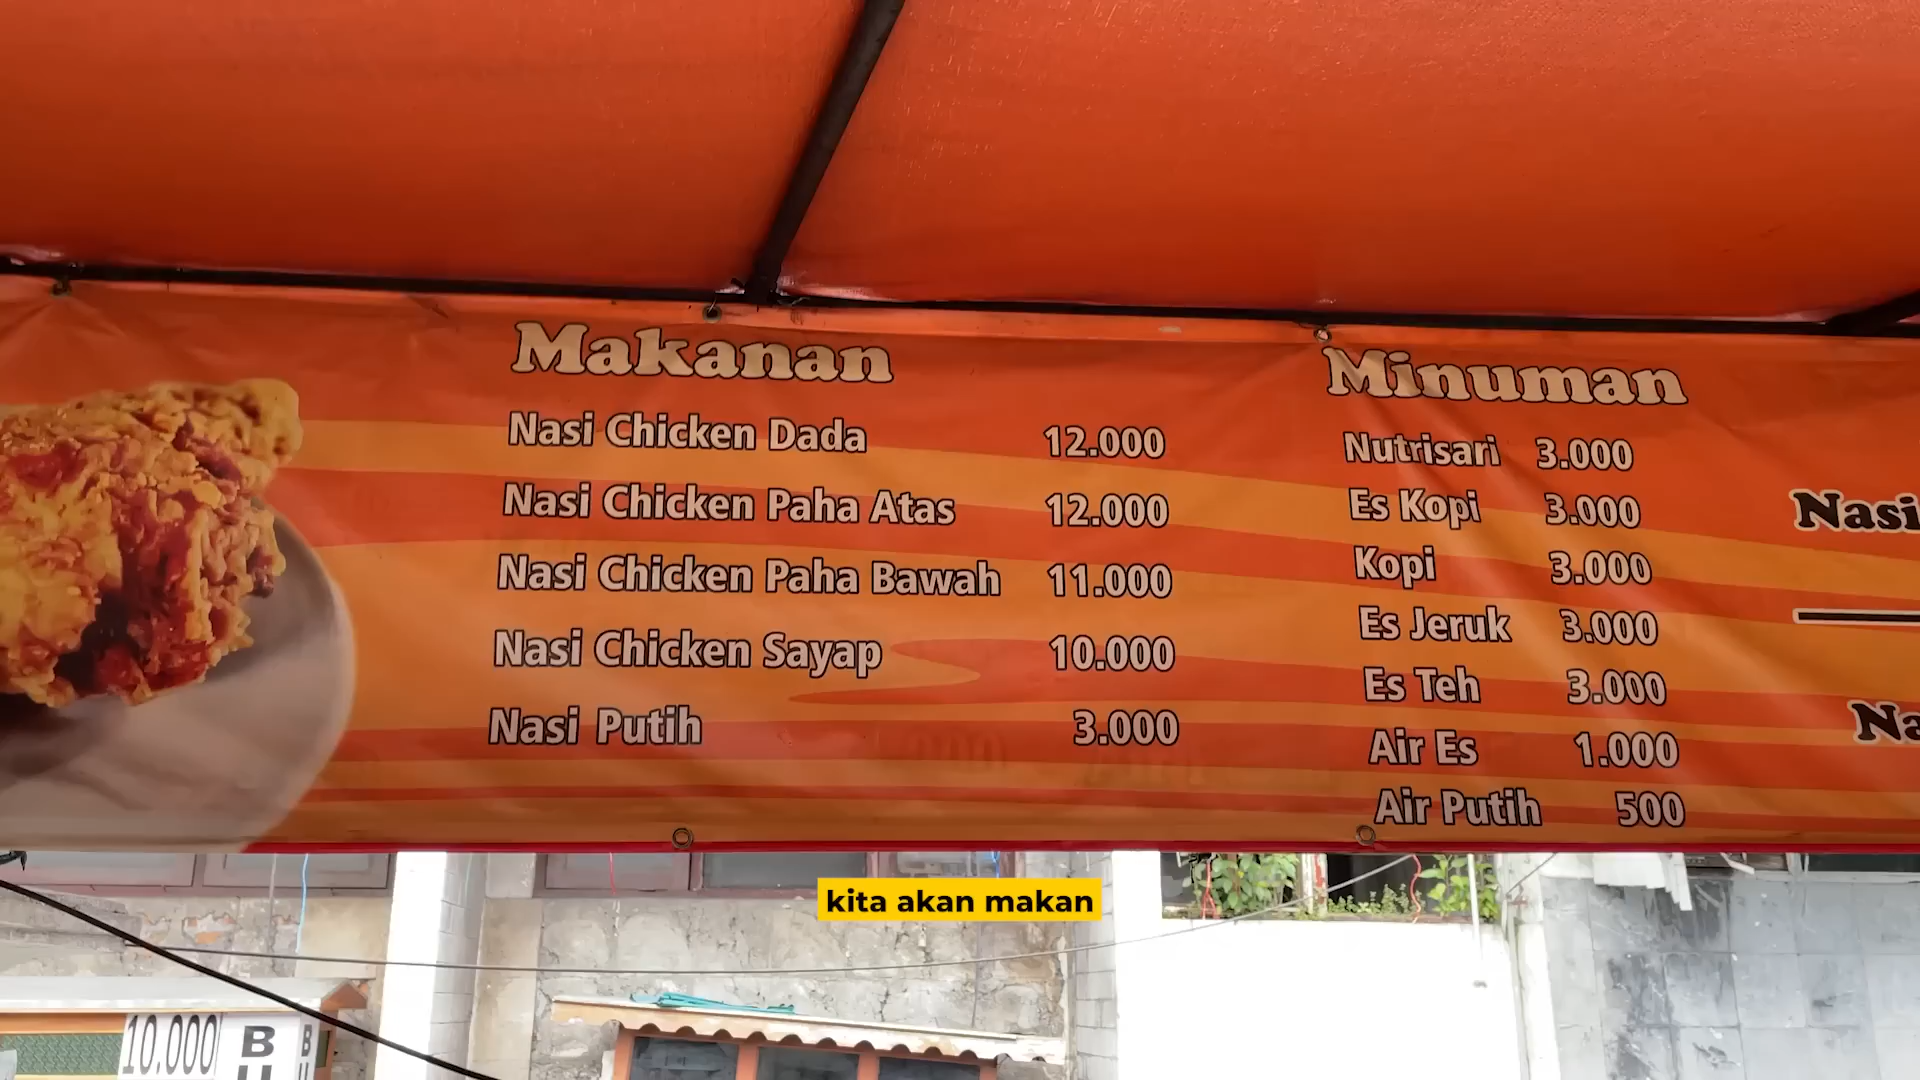 Makanan
Nasi Chicken Dada 12.000
Nasi Chicken Paha Atas 12.000
Nasi Chicken Paha Bawah 11.000
Nasi Chicken Sayap 10.000
Nasi Putih 3.000
Minuman
Nutrisari 3.000
Es Kopi 3.000
Kopi 3.000
Es Jeruk 3.000
Es Teh 3.000
Air Es 1.000
Air Putih 500
Nasi
kita akan makan
10.000